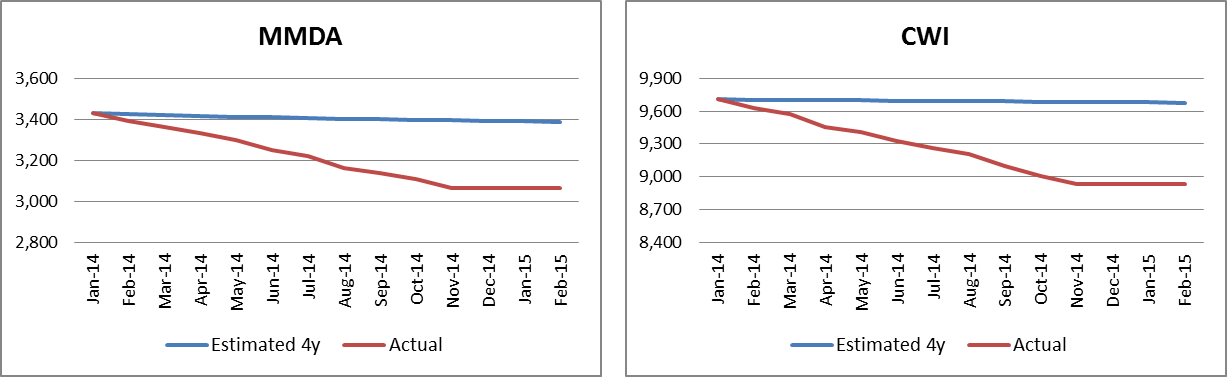 MMDA
3,600
3,400
3,200
3,000
2,800
Jan-14
Feb-14
Mar-14
Apr-14
May-14
Jun-14
Jul-14
Aug-14
Sep-14
Oct-14
Nov-14
Dec-14
Jan-15
Feb-15
Estimated 4y Actual
CWI
9,900
9,600
9,300
9,000
8,700
8,400
Jan-14
Feb-14
Mar-14
Apr-14
May-14
Jun-14
Jul-14
Aug-14
Sep-14
Oct-14
Nov-14
Dec-14
Jan-15
Feb-15
Estimated 4y Actual